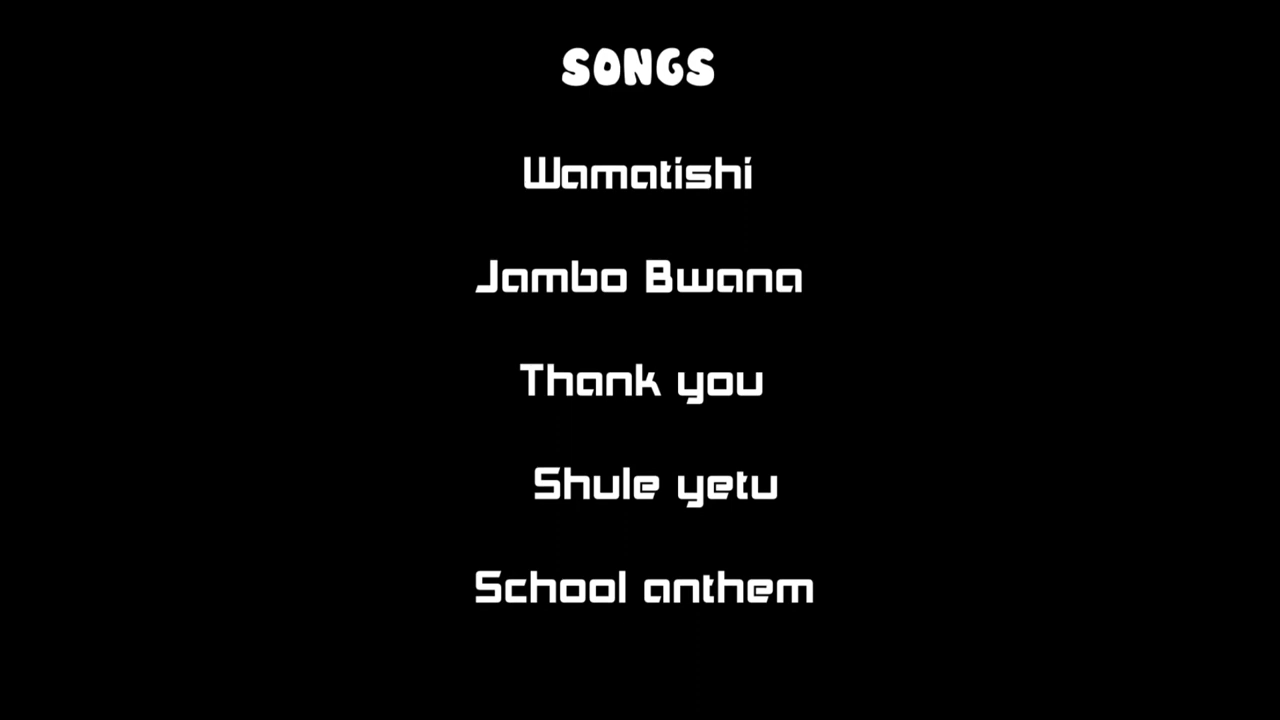 SONGS
Wamatishi
Jambo Bwana
Thank you
Shule yetu
School anthem